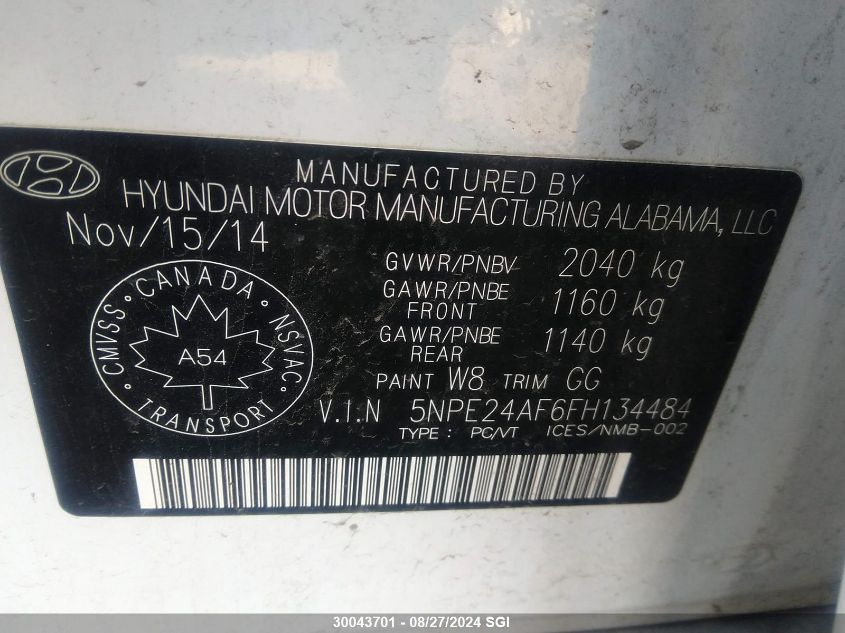 MANUFACTURED BY
HYUNDAI MOTOR MANUFACTURING ALABAMA, LLC
Nov/15/14
GVWR/PNBV 2040 kg
GAWR/PNBE FRONT 1160 kg
GAWR/PNBE REAR 1140 kg
PAINT W8 TRIM GG
V.I.N 5NPE24AF6FH134484
TYPE : PC/VT ICES/NMB-002
CANADA
CMVSS · NSVAC
A54
TRANSPORT
30043701 - 08/27/2024 SGI